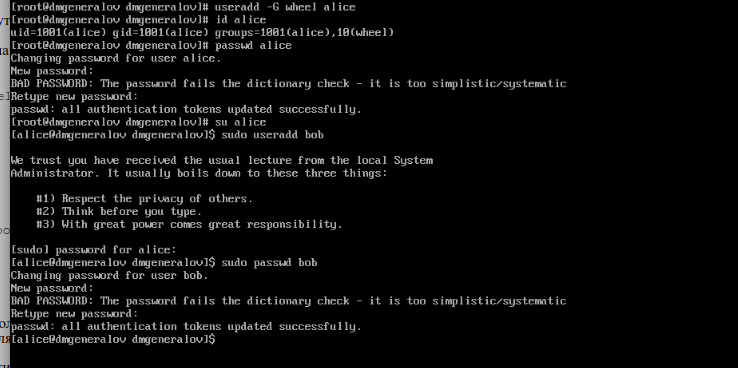 [root@dmgeneralov dmgeneralov]# useradd -G wheel alice
[root@dmgeneralov dmgeneralov]# id alice
uid=1001(alice) gid=1001(alice) groups=1001(alice),10(wheel)
[root@dmgeneralov dmgeneralov]# passwd alice
Changing password for user alice.
New password:
BAD PASSWORD: The password fails the dictionary check - it is too simplistic/systematic
Retype new password:
passwd: all authentication tokens updated successfully.
[root@dmgeneralov dmgeneralov]# su alice
[alice@dmgeneralov dmgeneralov]$ sudo useradd bob
We trust you have received the usual lecture from the local System
Administrator. It usually boils down to these three things:
#1) Respect the privacy of others.
#2) Think before you type.
#3) With great power comes great responsibility.
[sudo] password for alice:
[alice@dmgeneralov dmgeneralov]$ sudo passwd bob
Changing password for user bob.
New password:
BAD PASSWORD: The password fails the dictionary check - it is too simplistic/systematic
Retype new password:
passwd: all authentication tokens updated successfully.
[alice@dmgeneralov dmgeneralov]$